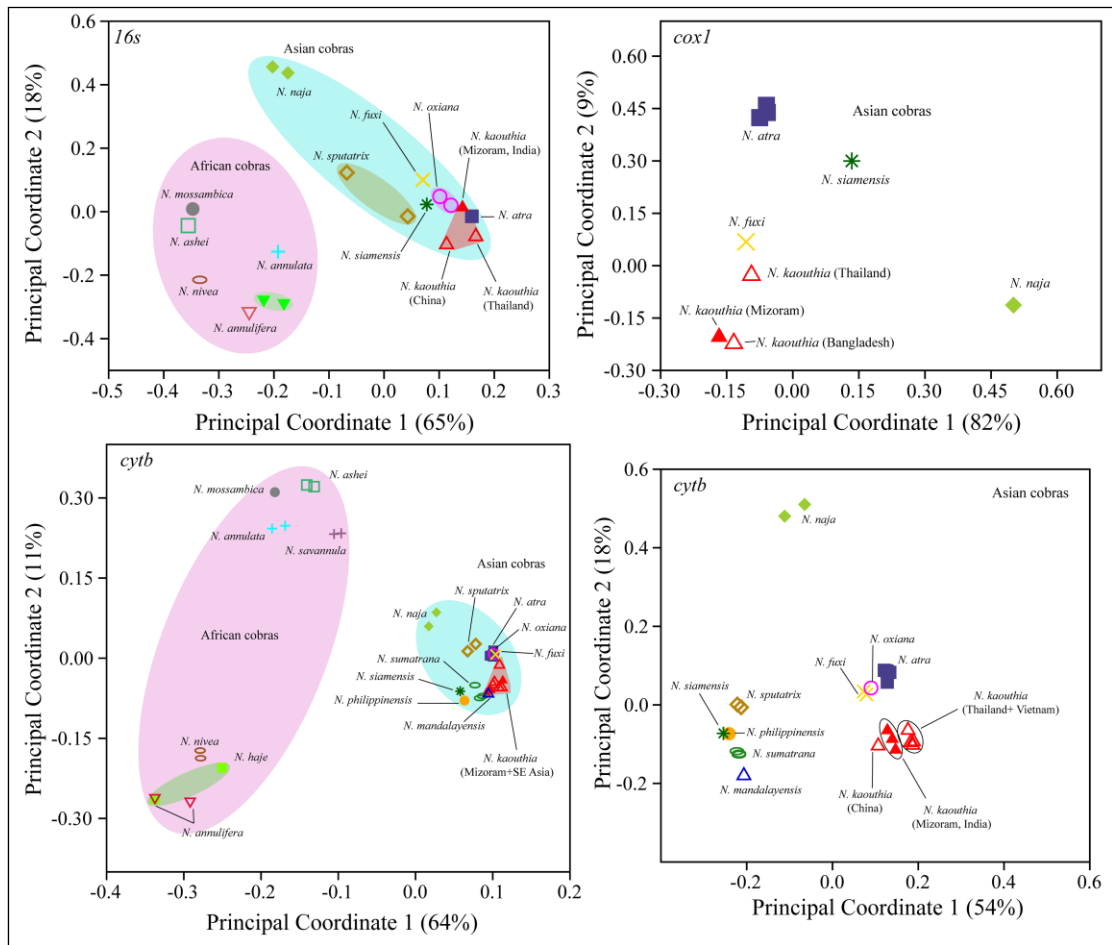 16s
Asian cobras
N. naja
N. fuxi
N. oxiana
N. kaouthia
(Mizoram, India)
N. sputatrix
African cobras
N. mossambica
N. ashei
N. annulata
N. atra
N. siamensis
N. nivea
N. annulifera
N. kaouthia
(China)
N. kaouthia
(Thailand)
0.6
0.4
0.2
0.0
-0.2
-0.5
Principal Coordinate 2 (18%)
-0.5 -0.4 -0.3 -0.2 -0.1 0.0 0.1 0.2 0.3
Principal Coordinate 1 (65%)
cox1
Asian cobras
N. atra
N. siamensis
N. fuxi
N. kaouthia (Thailand)
N. naja
N. kaouthia (Mizoram)
N. kaouthia (Bangladesh)
0.60
0.45
0.30
0.15
0.00
-0.15
-0.30
Principal Coordinate 2 (9%)
-0.15 0.00 0.15 0.30 0.45 0.60
Principal Coordinate 1 (82%)
cytb
N. ashei
N. mossambica
N. annulata
N. savannula
Asian cobras
N. sputatrix
N. atra
N. naja
N. oxiana
African cobras
N. fuxi
N. sumatrana
N. siamensis
N. philippinensis
N. mandalayensis
N. nivea
N. haje
N. kaouthia
(Mizoram+SE Asia)
N. annulifera
0.30
0.15
0.00
-0.15
-0.30
Principal Coordinate 2 (11%)
-0.4 -0.3 -0.2 -0.1 0.0 0.1 0.2
Principal Coordinate 1 (64%)
cytb
Asian cobras
N. naja
N. oxiana
N. fuxi
N. atra
N. siamensis
N. sputatrix
N. kaouthia
(Thailand+ Vietnam)
N. philippinensis
N. sumatrana
N. mandalayensis
N. kaouthia
(China)
N. kaouthia
(Mizoram, India)
0.6
0.4
0.2
0.0
-0.2
Principal Coordinate 2 (18%)
-0.2 0.0 0.2 0.4 0.6
Principal Coordinate 1 (54%)